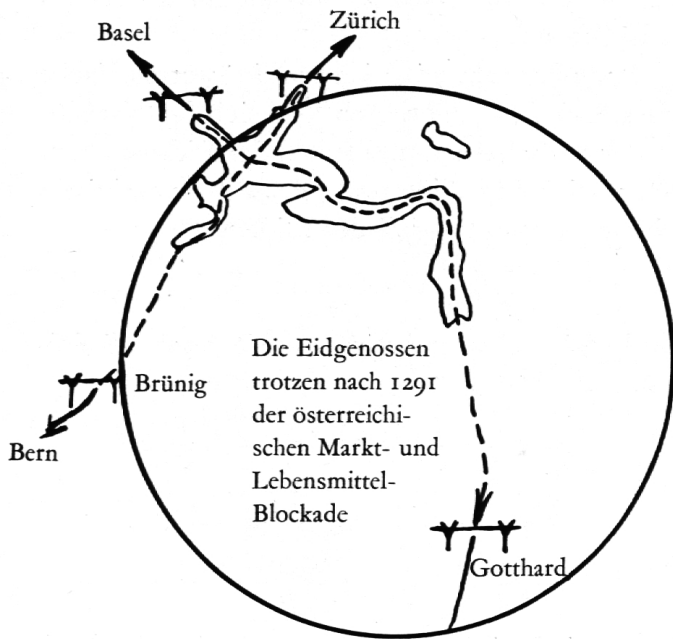 Zürich
Basel
Die Eidgenossen
trotzen nach 1291
der österreichi-
schen Markt- und
Lebensmittel-
Blockade
Brünig
Bern
Gotthard